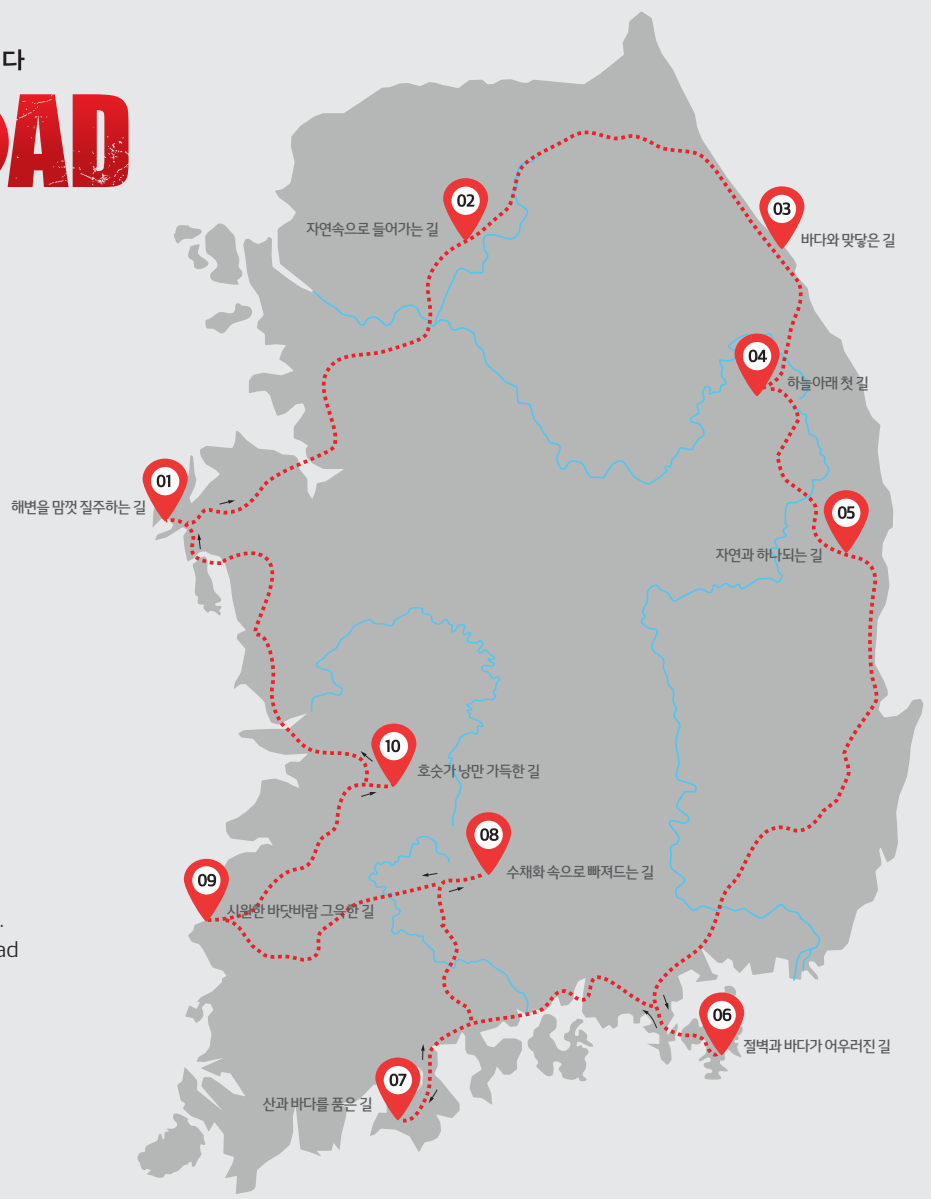 다
OAD
02
자연속으로 들어가는 길
03
바다와 맞닿은 길
04
하늘아래 첫 길
01
해변을 맘껏 질주하는 길
05
자연과 하나되는 길
10
호숫가 낭만 가득한 길
08
수채화 속으로 빠져드는 길
09
시원한 바닷바람 그윽한 길
.
ad
06
절벽과 바다가 어우러진 길
07
산과 바다를 품은 길